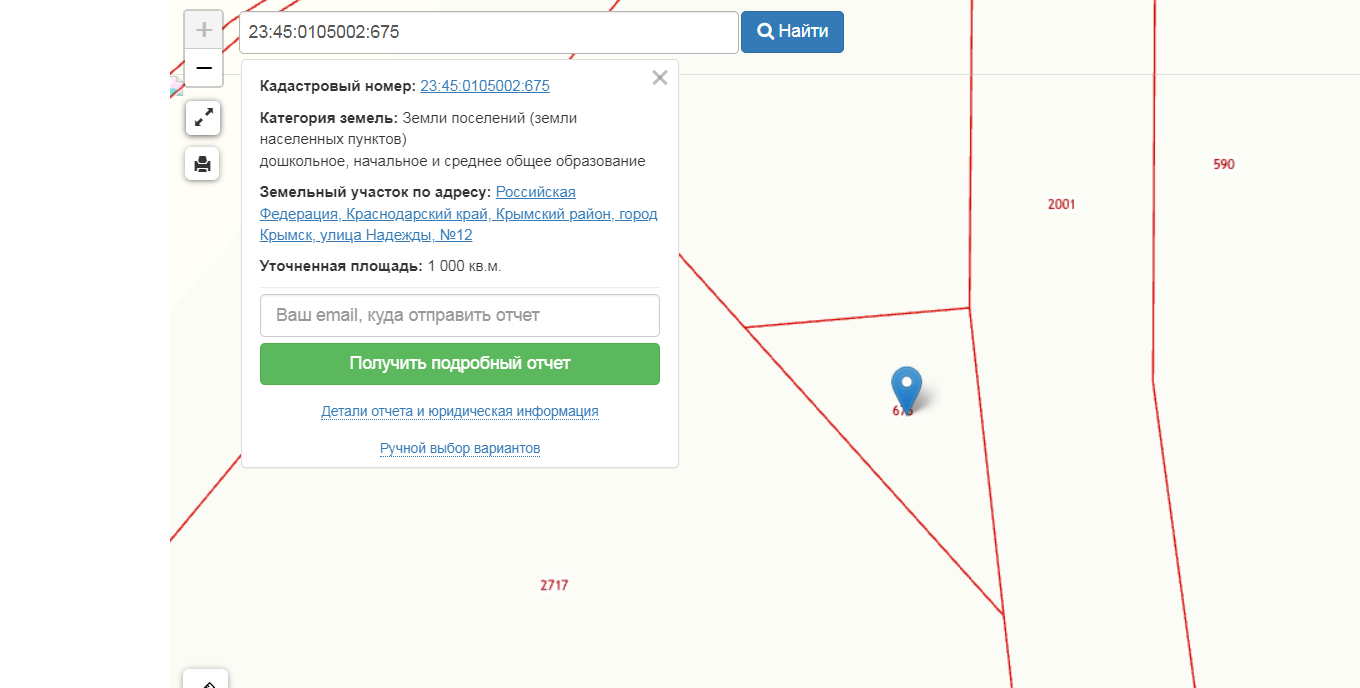 23:45:0105002:675
Найти
Кадастровый номер: 23:45:0105002:675
Категория земель: Земли поселений (земли
населенных пунктов)
дошкольное, начальное и среднее общее образование
Земельный участок по адресу: Российская
Федерация, Краснодарский край, Крымский район, город
Крымск, улица Надежды, №12
Уточненная площадь: 1 000 кв.м.
Ваш email, куда отправить отчет
Получить подробный отчет
Детали отчета и юридическая информация
Ручной выбор вариантов
590
2001
675
2717